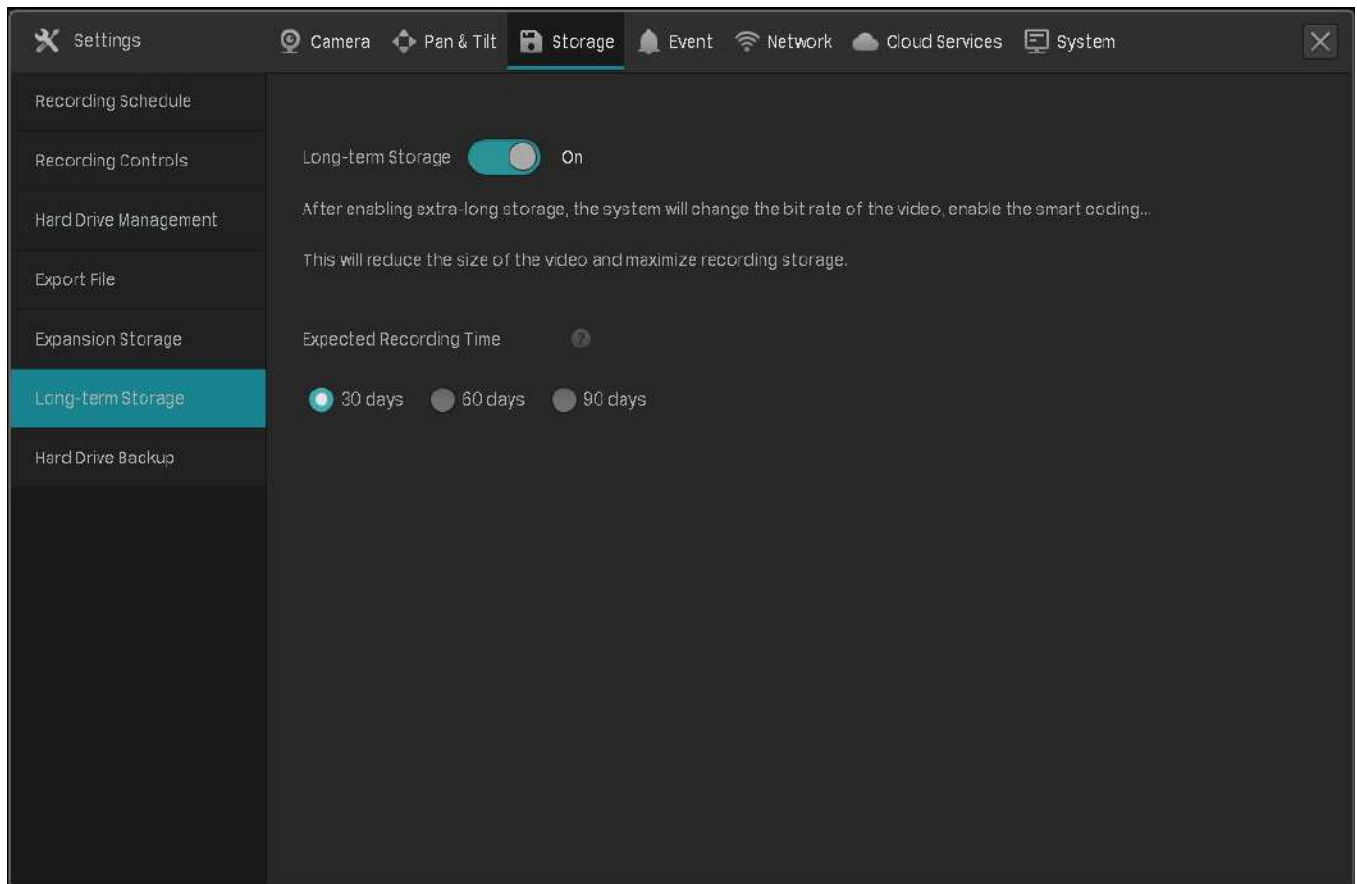 Settings
Camera Pan & Tilt Storage Event Network Cloud Services System
Recording Schedule
Recording Controls
Hard Drive Management
Export File
Expansion Storage
Long-term Storage
Hard Drive Backup
Long-term Storage On
After enabling extra-long storage, the system will change the bit rate of the video, enable the smart coding...
This will reduce the size of the video and maximize recording storage.
Expected Recording Time ?
30 days 60 days 90 days